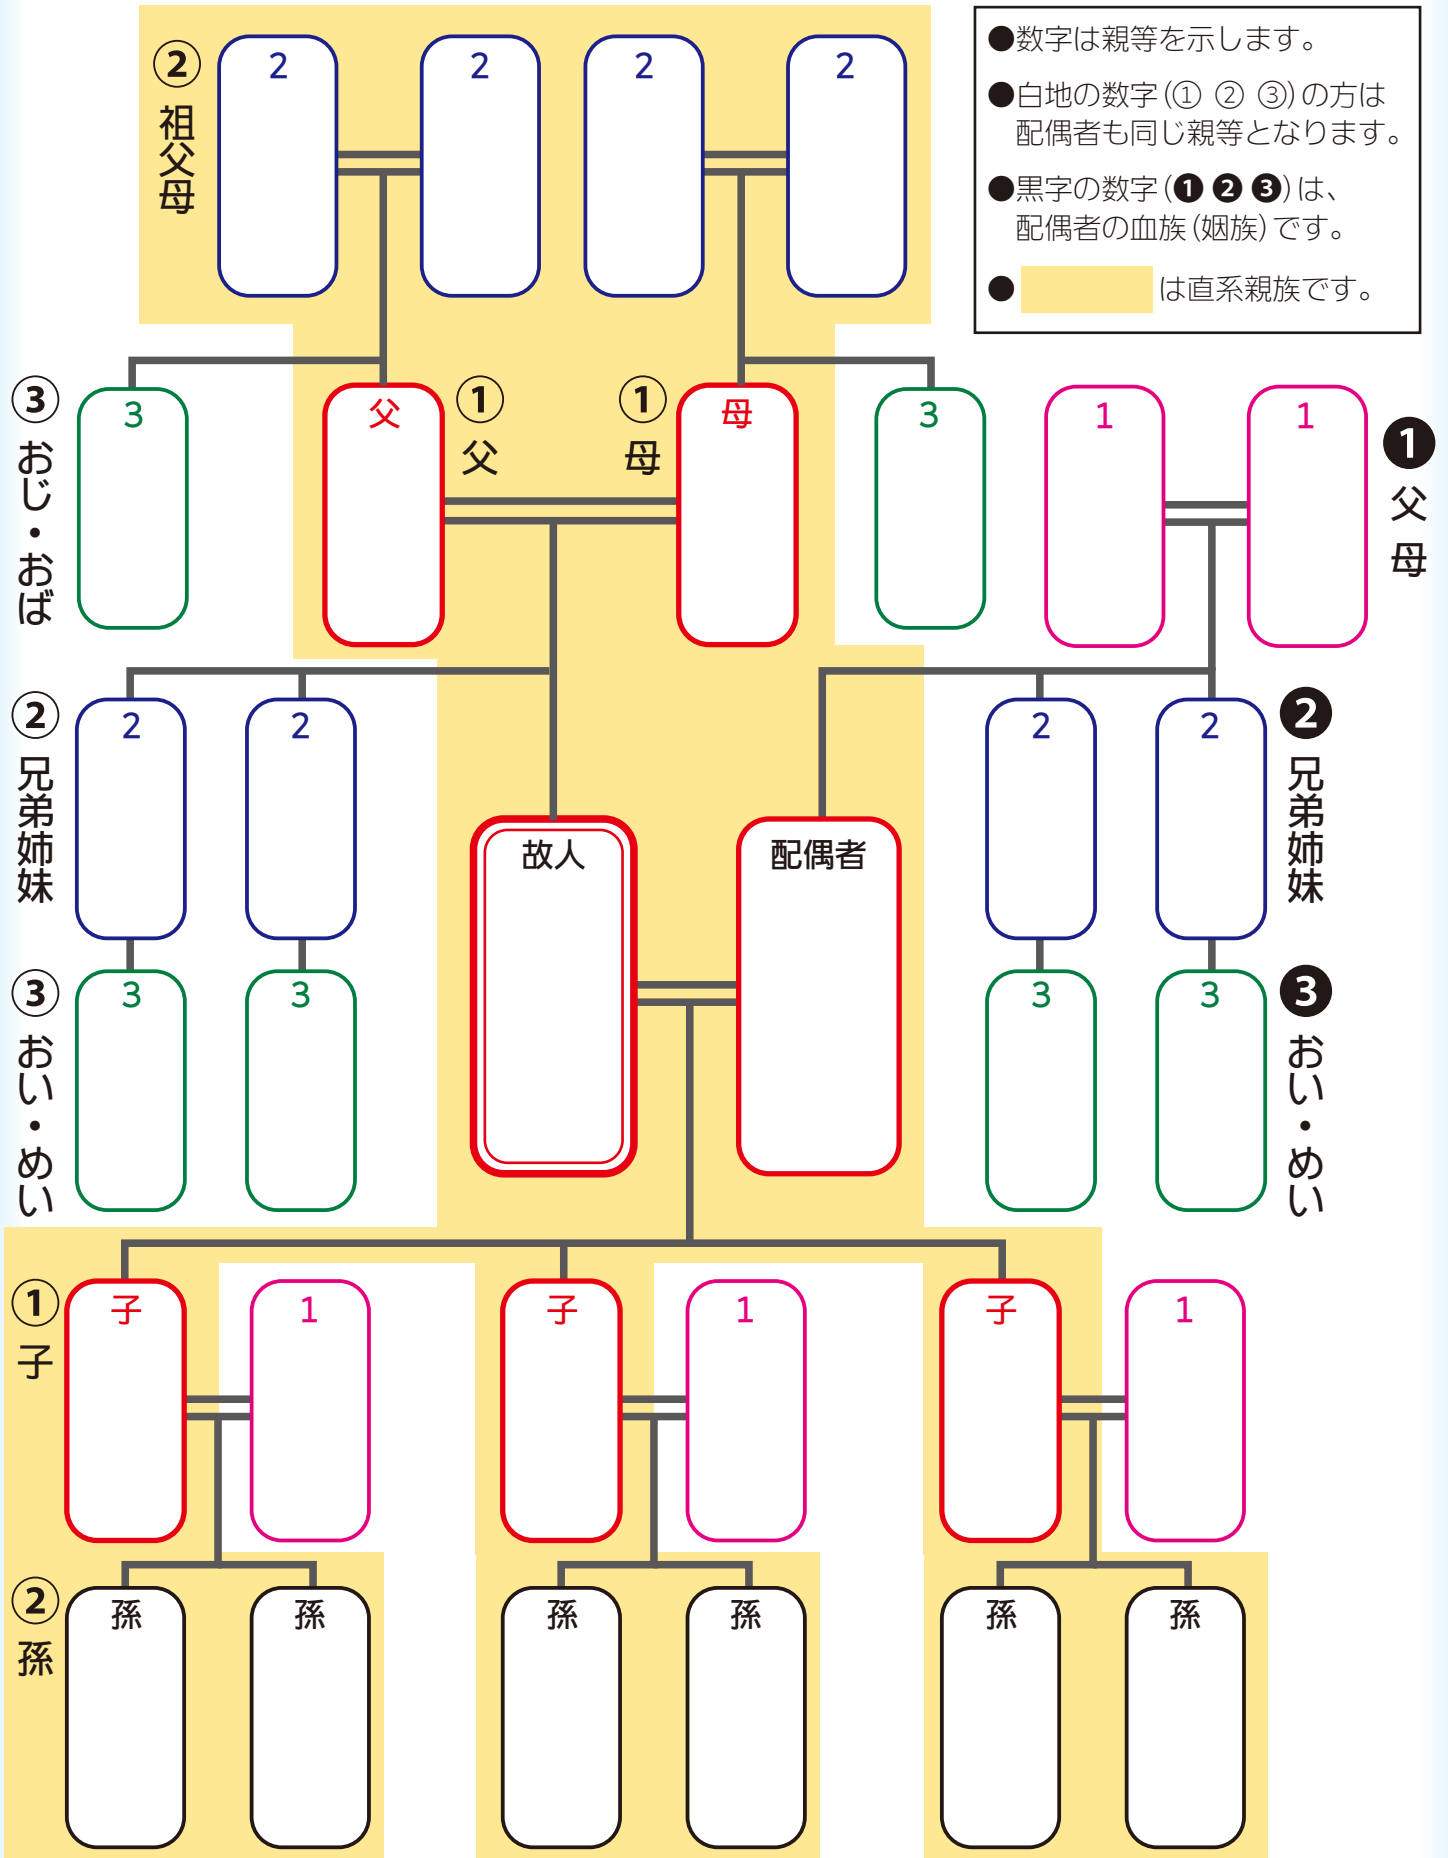 ②
祖父母
2
2
2
2
●数字は親等を示します。
●白地の数字(① ② ③)の方は
配偶者も同じ親等となります。
●黒字の数字(❶ ❷ ❸)は、
配偶者の血族(姻族)です。
●
は直系親族です。
③
おじ・おば
3
父
①
父
①
母
母
3
1
1
❶
父母
②
兄弟姉妹
2
2
故人
配偶者
2
2
❷
兄弟姉妹
③
おい・めい
3
3
3
3
❸
おい・めい
①
子
子
1
子
1
子
1
②
孫
孫
孫
孫
孫
孫
孫